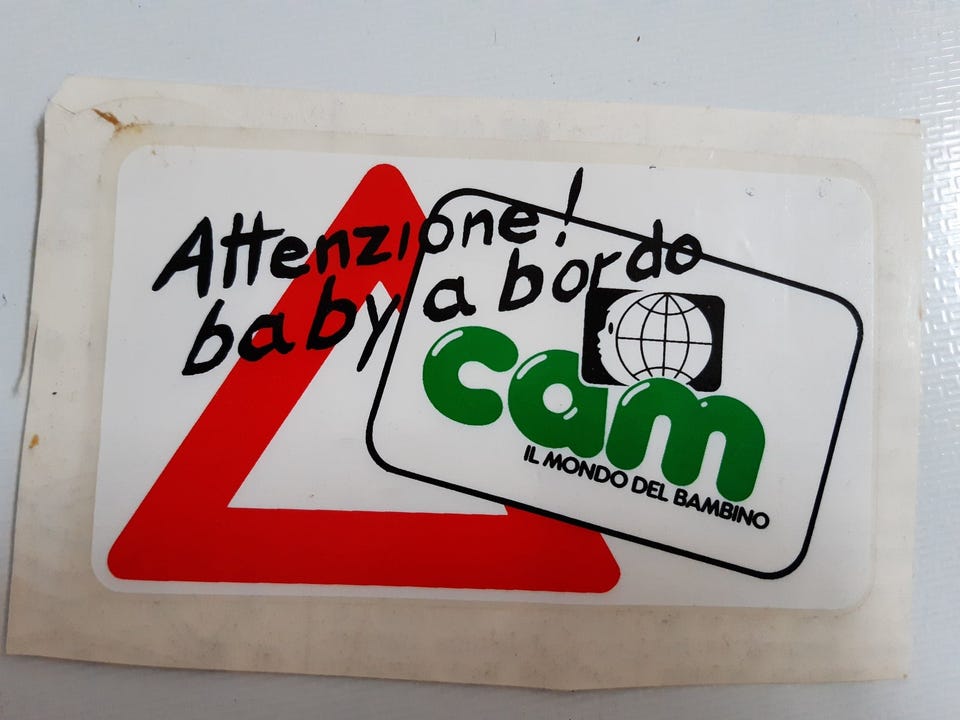 Attenzione!
baby a bordo
cam
IL MONDO DEL BAMBINO